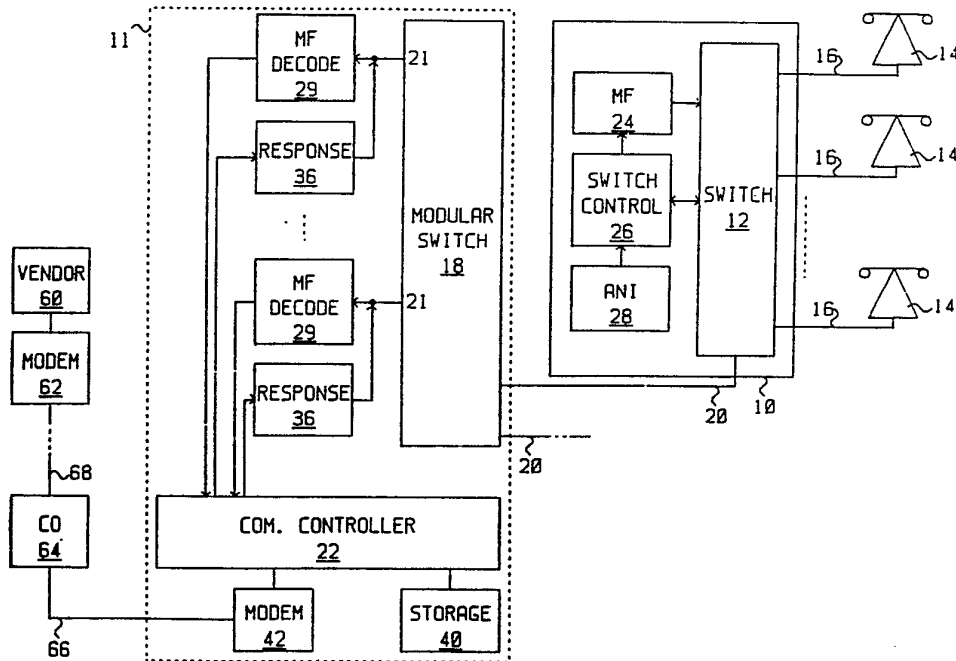 11
MF
DECODE
29
21
RESPONSE
36
MODULAR
SWITCH
18
MF
DECODE
29
21
RESPONSE
36
VENDOR
60
MODEM
62
68
CO
64
66
COM. CONTROLLER
22
MODEM
42
STORAGE
40
20
20
10
MF
24
SWITCH
CONTROL
26
ANI
28
SWITCH
12
16
14
16
14
16
14